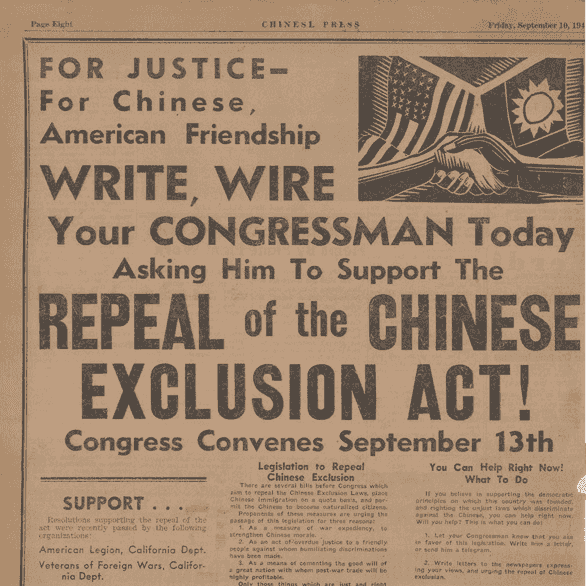 Page Eight
CHINESE PRESS
Friday, September 10, 194
FOR JUSTICE—
For Chinese,
American Friendship
WRITE, WIRE
Your CONGRESSMAN Today
Asking Him To Support The
REPEAL of the CHINESE
EXCLUSION ACT!
Congress Convenes September 13th
SUPPORT . . .
Resolutions supporting the repeal of the
act were recently passed by the following
organizations:
American Legion, California Dept.
Veterans of Foreign Wars, Califor-
nia Dept.
Legislation to Repeal
Chinese Exclusion
There are several bills before Congress which
aim to repeal the Chinese Exclusion Laws, place
Chinese immigration on a quota basis, and per-
mit the Chinese to become naturalized citizens.
Proponents of these measures are urging the
passage of this legislation for three reasons:
1. As a measure of war expediency, to
strengthen Chinese morale.
2. As an act of overdue justice to a friendly
people against whom humiliating discriminations
have been made.
3. As a means of cementing the good will of
a great nation with whom post-war trade will be
highly profitable.
Only those things which are just and right
You Can Help Right Now!
What To Do
If you believe in supporting the democratic
principles on which this country was founded,
and righting the unjust laws which discriminate
against the Chinese, you can help right now.
Will you help? This is what you can do:
1. Let your Congressman know that you are
in favor of this legislation. Write him a letter,
or send him a telegram.
2. Write letters to the newspapers express-
ing your views, and urging the repeal of Chinese
exclusion.